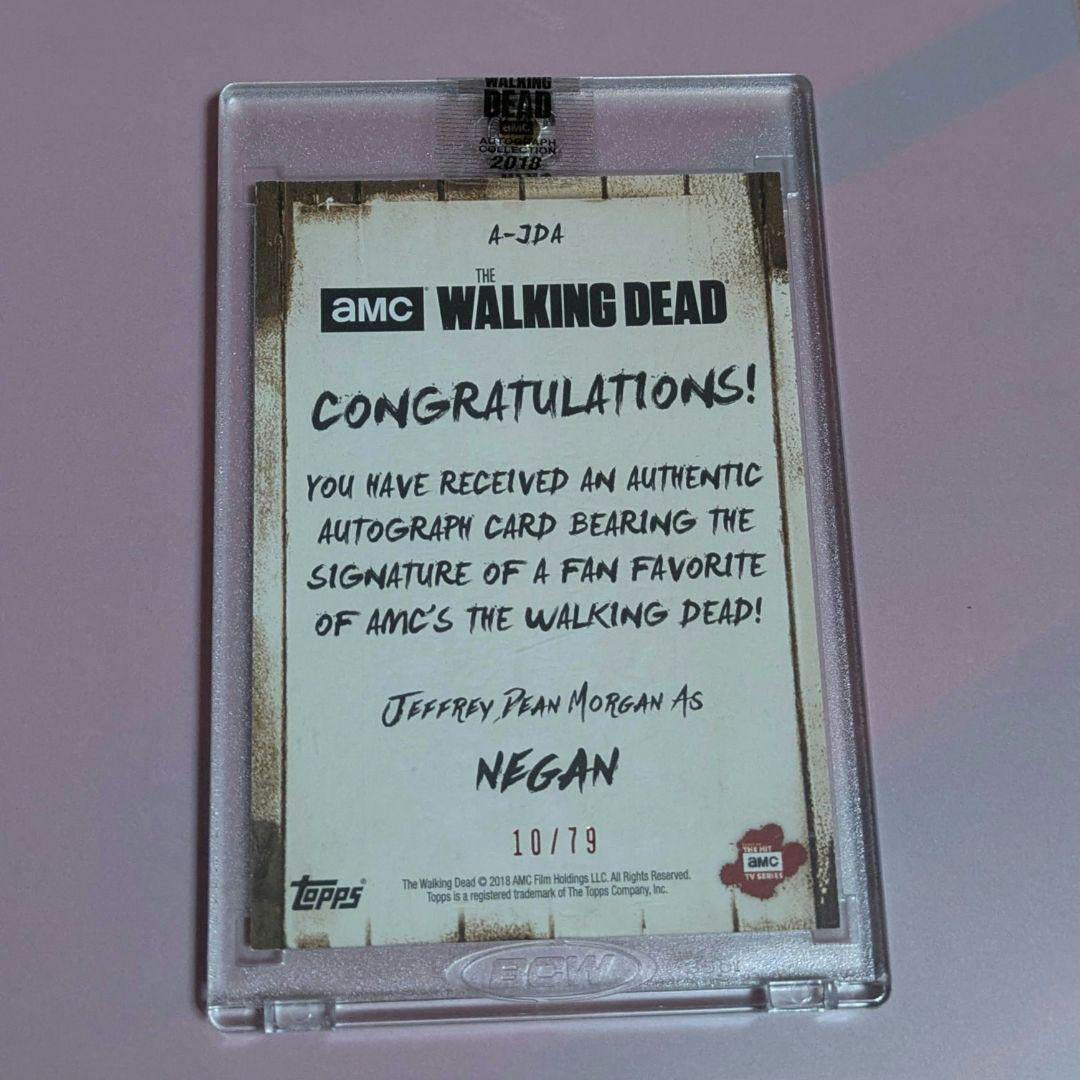 WALKING
DEAD
AMC
AUTOGRAPH
COLLECTION
2018
A-JDA
aMC THE WALKING DEAD
CONGRATULATIONS!
YOU HAVE RECEIVED AN AUTHENTIC
AUTOGRAPH CARD BEARING THE
SIGNATURE OF A FAN FAVORITE
OF AMC'S THE WALKING DEAD!
JEFFREY DEAN MORGAN AS
NEGAN
10/79
THE HIT
aMC
TV SERIES
Topps®
The Walking Dead © 2018 AMC Film Holdings LLC. All Rights Reserved.
Topps is a registered trademark of The Topps Company, Inc.
BCW